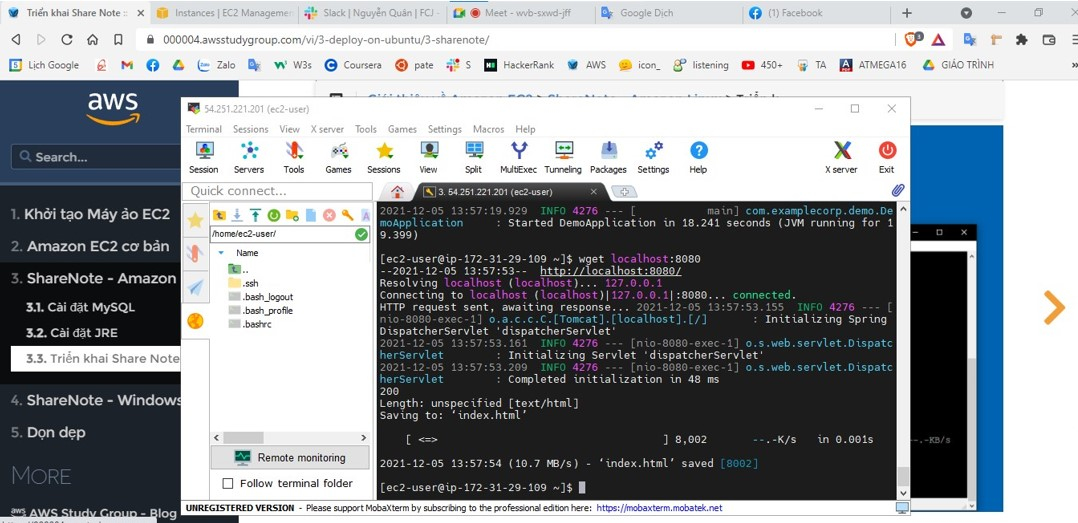 Triển khai Share Note ::
Instances | EC2 Managemen
Slack | Nguyễn Quân | FCJ -
Meet - wvb-sxwd-jff
Google Dịch
(1) Facebook
000004.awsstudygroup.com/vi/3-deploy-on-ubuntu/3-sharenote/
Lịch Google
Zalo
W3s
Coursera
pate
S
HackerRank
AWS
icon_
listening
450+
TA
ATMEGA16
GIÁO TRÌNH
aws
Search...
1. Khởi tạo Máy ảo EC2
2. Amazon EC2 cơ bản
3. ShareNote - Amazon
3.1. Cài đặt MySQL
3.2. Cài đặt JRE
3.3. Triển khai Share Note
4. ShareNote - Windows
5. Dọn dẹp
MORE
aws AWS Study Group - Blog
54.251.221.201 (ec2-user)
Terminal Sessions View X server Tools Games Settings Macros Help
Session Servers Tools Games Sessions View Split MultiExec Tunneling Packages Settings Help X server Exit
Quick connect...
3. 54.251.221.201 (ec2-user)
/home/ec2-user/
Name
..
.ssh
.bash_logout
.bash_profile
.bashrc
Remote monitoring
Follow terminal folder
2021-12-05 13:57:19.929 INFO 4276 --- [ main] com.examplecorp.demo.De
moApplication : Started DemoApplication in 18.241 seconds (JVM running for 1
9.399)
[ec2-user@ip-172-31-29-109 ~]$ wget localhost:8080
--2021-12-05 13:57:53-- http://localhost:8080/
Resolving localhost (localhost)... 127.0.0.1
Connecting to localhost (localhost)|127.0.0.1|:8080... connected.
HTTP request sent, awaiting response... 2021-12-05 13:57:53.155 INFO 4276 --- [
nio-8080-exec-1] o.a.c.c.C.[Tomcat].[localhost].[/] : Initializing Spring
DispatcherServlet 'dispatcherServlet'
2021-12-05 13:57:53.161 INFO 4276 --- [nio-8080-exec-1] o.s.web.servlet.Dispatc
herServlet : Initializing Servlet 'dispatcherServlet'
2021-12-05 13:57:53.209 INFO 4276 --- [nio-8080-exec-1] o.s.web.servlet.Dispatc
herServlet : Completed initialization in 48 ms
200
Length: unspecified [text/html]
Saving to: ‘index.html’
[ <=> ] 8,002 --.-K/s in 0.001s
2021-12-05 13:57:54 (10.7 MB/s) - ‘index.html’ saved [8002]
[ec2-user@ip-172-31-29-109 ~]$
--.-KB/s
UNREGISTERED VERSION - Please support MobaXterm by subscribing to the professional edition here: https://mobaxterm.mobatek.net